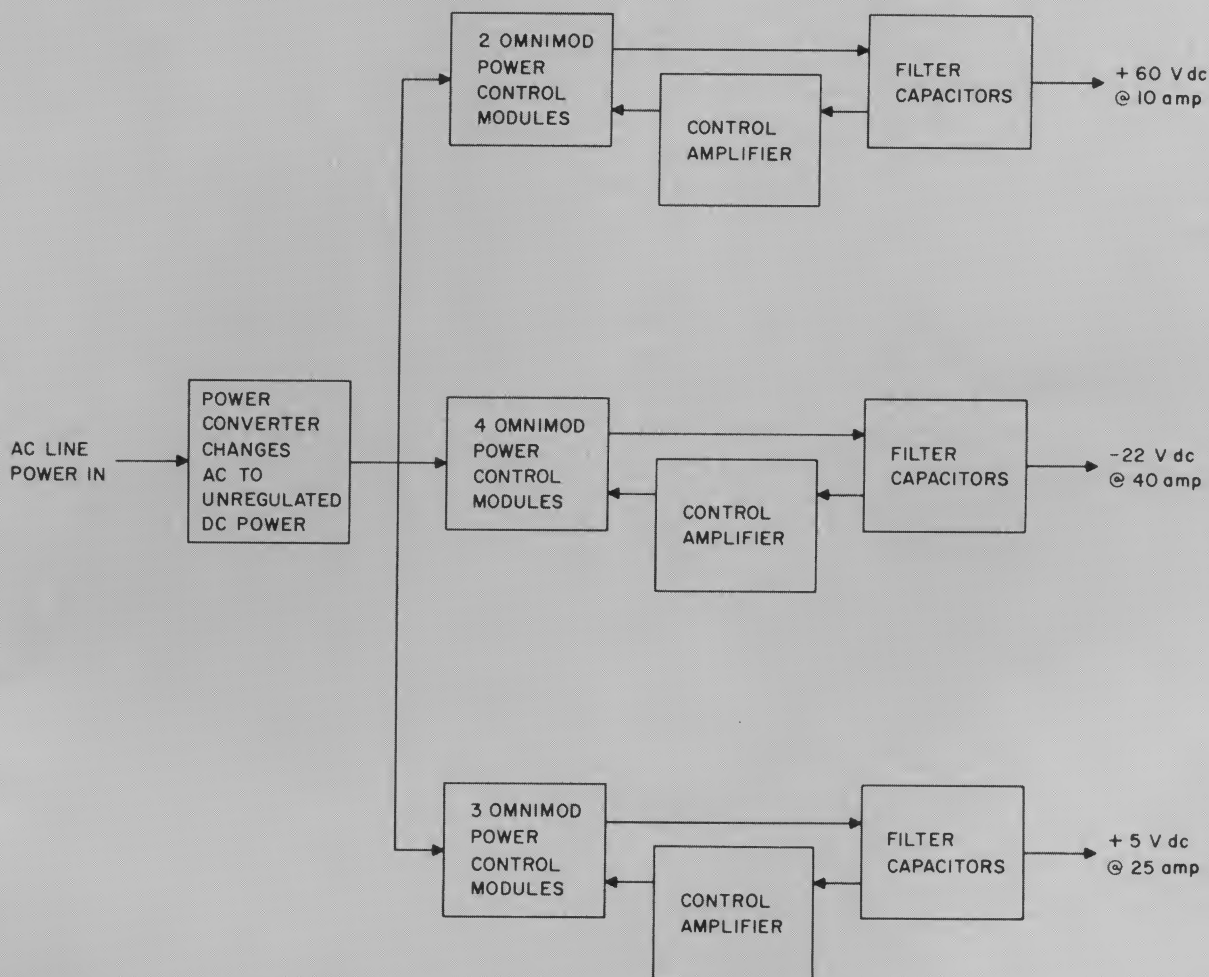 2 OMNIMOD
POWER
CONTROL
MODULES
CONTROL
AMPLIFIER
FILTER
CAPACITORS
+ 60 V dc
@ 10 amp
AC LINE
POWER IN
POWER
CONVERTER
CHANGES
AC TO
UNREGULATED
DC POWER
4 OMNIMOD
POWER
CONTROL
MODULES
CONTROL
AMPLIFIER
FILTER
CAPACITORS
-22 V dc
@ 40 amp
3 OMNIMOD
POWER
CONTROL
MODULES
CONTROL
AMPLIFIER
FILTER
CAPACITORS
+ 5 V dc
@ 25 amp